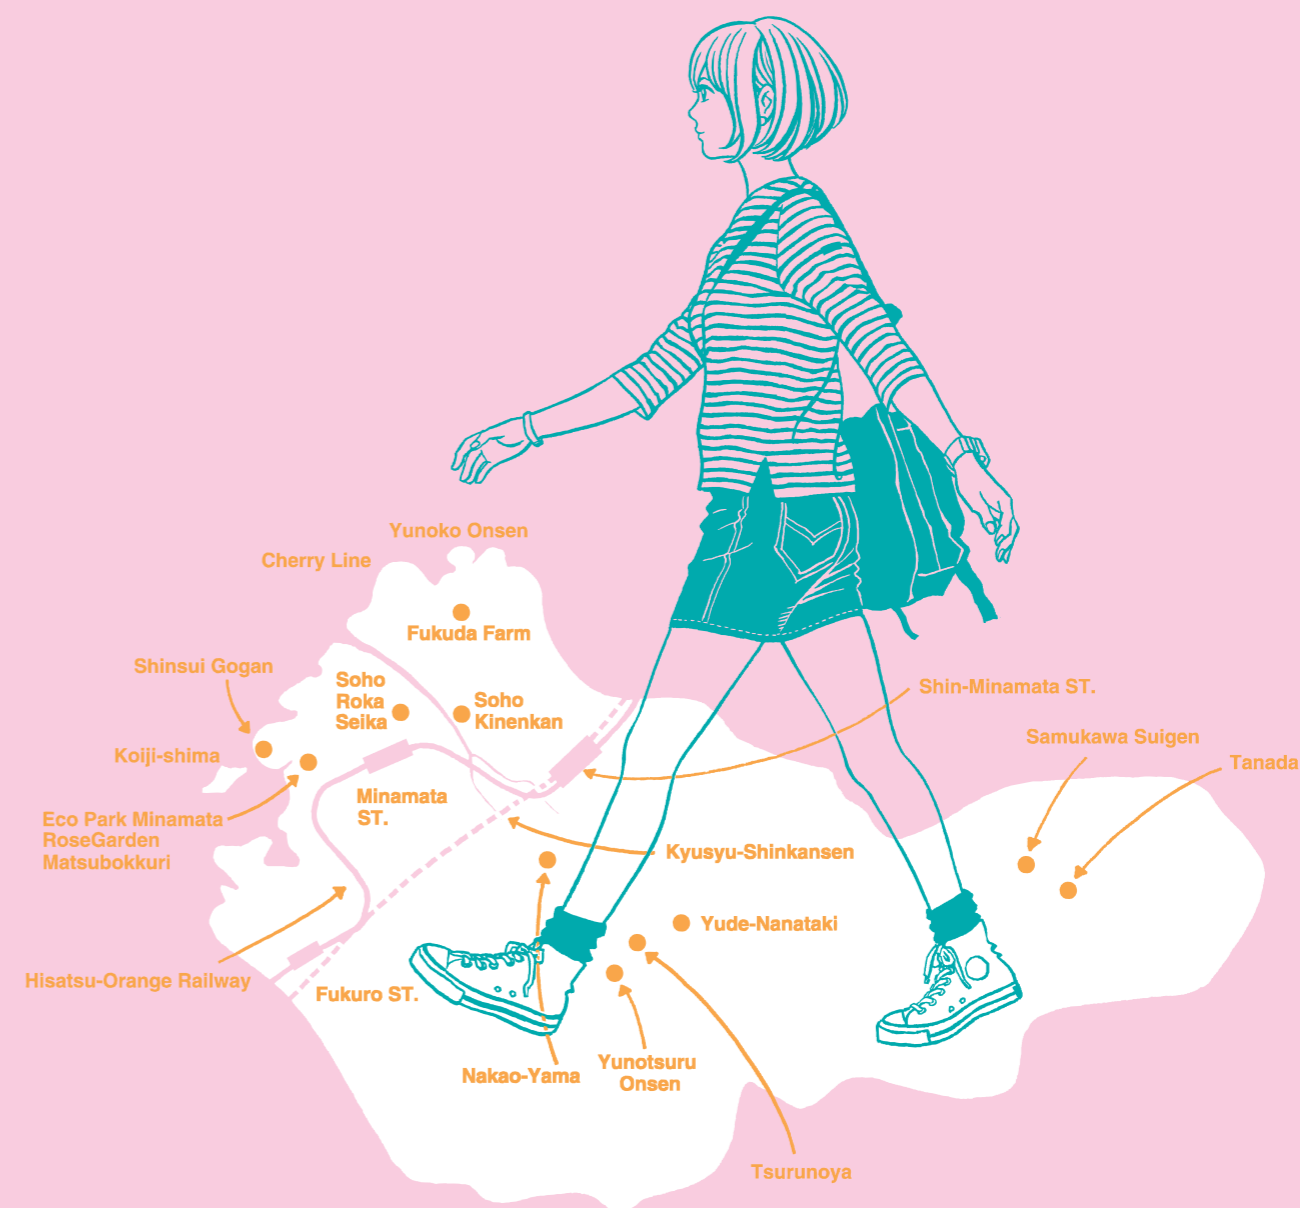 Yunoko Onsen
Cherry Line
Fukuda Farm
Shinsui Gogan
Soho
Roka
Seika
Soho
Kinenkan
Shin-Minamata ST.
Samukawa Suigen
Tanada
Koiji-shima
Minamata
ST.
Eco Park Minamata
RoseGarden
Matsubokkuri
Kyusyu-Shinkansen
Yude-Nanataki
Hisatsu-Orange Railway
Fukuro ST.
Nakao-Yama
Yunotsuru
Onsen
Tsurunoya